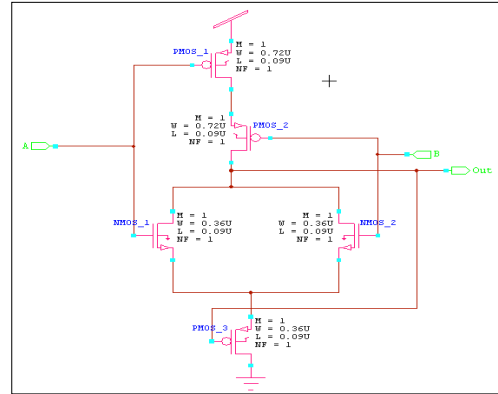 PMOS_1
M = 1
W = 0.72U
L = 0.09U
NF = 1
M = 1
W = 0.72U
L = 0.09U
NF = 1
PMOS_2
A
B
Out
NMOS_1
M = 1
W = 0.36U
L = 0.09U
NF = 1
M = 1
W = 0.36U
L = 0.09U
NF = 1
NMOS_2
PMOS_3
M = 1
W = 0.36U
L = 0.09U
NF = 1